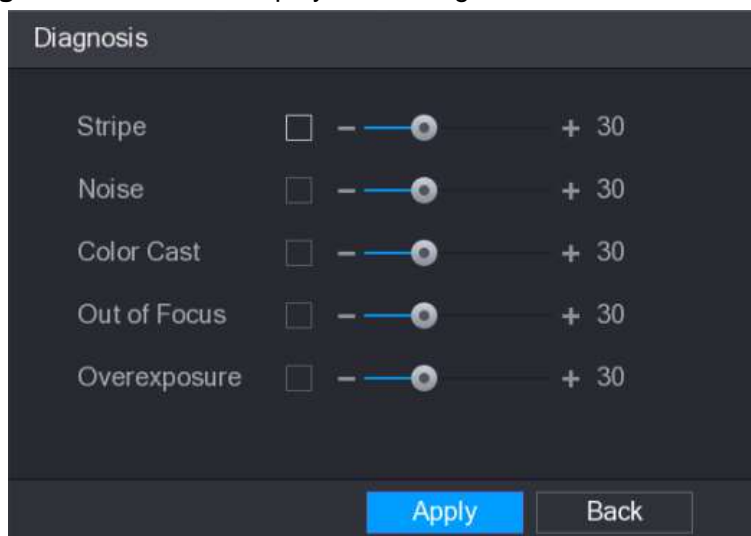 Diagnosis
Stripe - + 30
Noise - + 30
Color Cast - + 30
Out of Focus - + 30
Overexposure - + 30
Apply Back